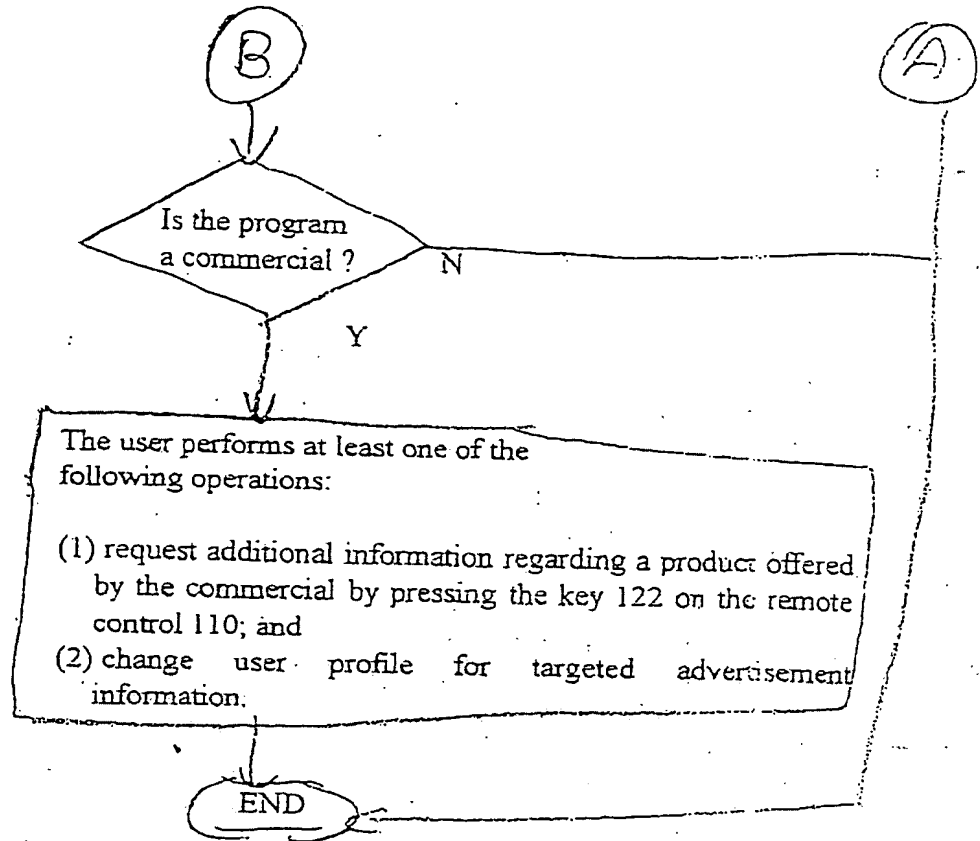 B
A
Is the program
a commercial ?
N
Y
The user performs at least one of the
following operations:
(1) request additional information regarding a product offered
by the commercial by pressing the key 122 on the remote
control 110; and
(2) change user profile for targeted advertisement
information.
END